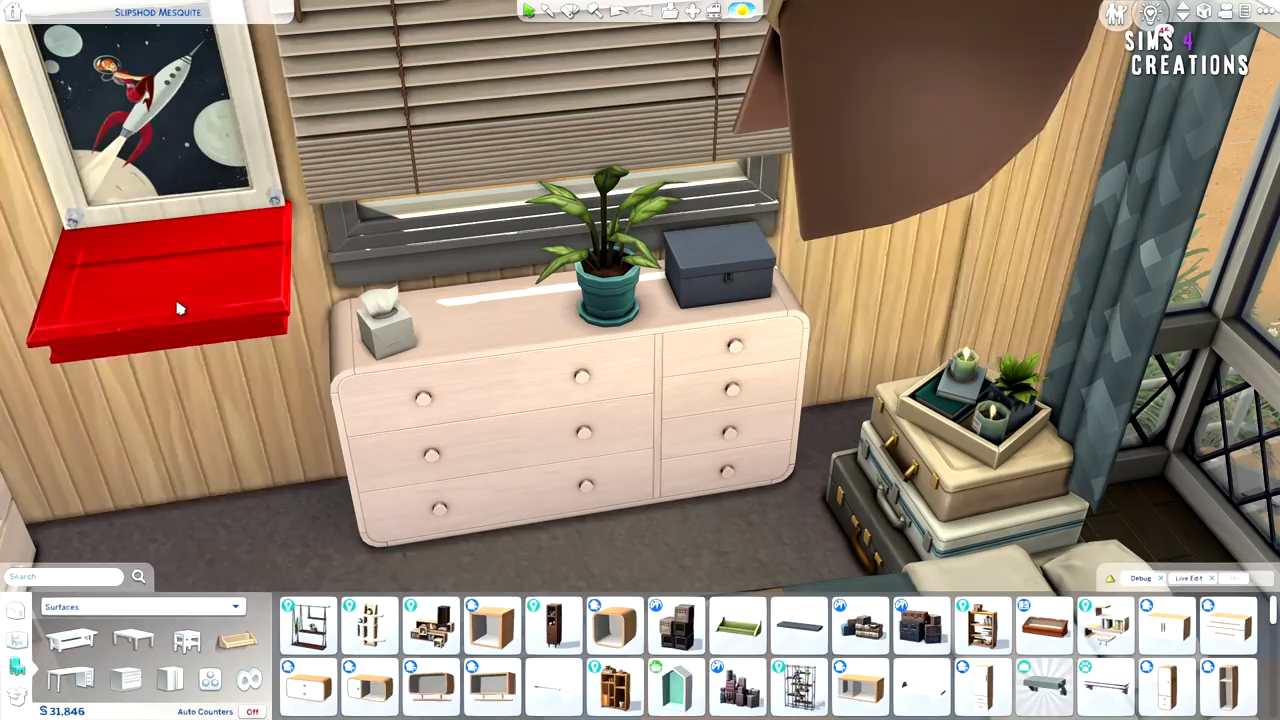 Slipshod Mesquite
SIMS 4
CREATIONS
Search
Debug
Live Edit
Surfaces
$31,846
Auto Counters
Off